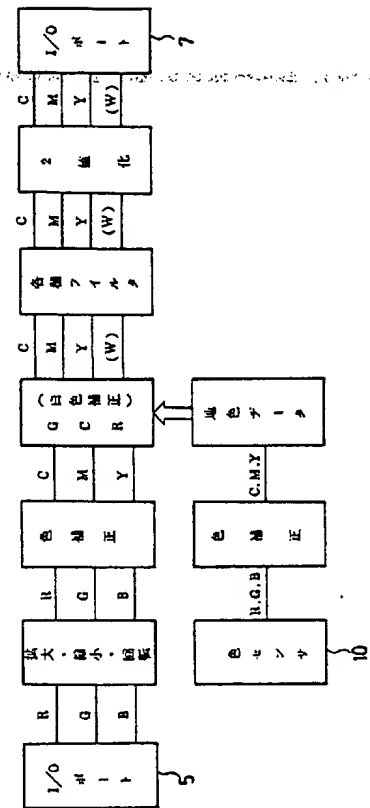 I/Oポート
5
R
G
B
拡大・縮小・回転
R
G
B
色補正
C
M
Y
(白色補正)
GCR
C
M
Y
(W)
各種フィルタ
C
M
Y
(W)
2値化
C
M
Y
(W)
I/Oポート
7
色センサ
10
R.G.B
色補正
C.M.Y
地色データ